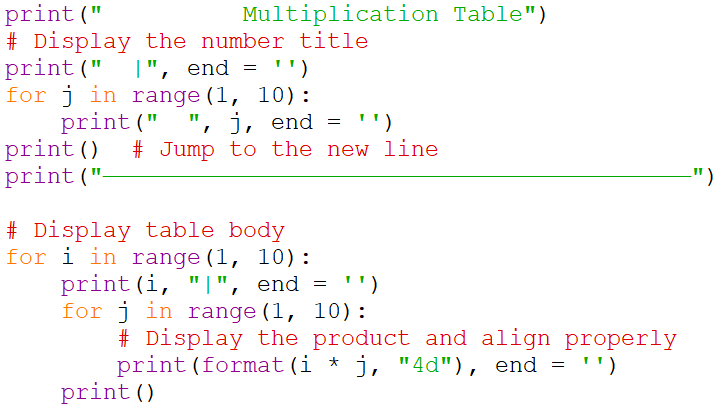 print("          Multiplication Table")
# Display the number title
print("  |", end = '')
for j in range(1, 10):
    print("  ", j, end = '')
print()  # Jump to the new line
print("——————————————————————————————————————————")

# Display table body
for i in range(1, 10):
    print(i, "|", end = '')
    for j in range(1, 10):
        # Display the product and align properly
        print(format(i * j, "4d"), end = '')
    print()